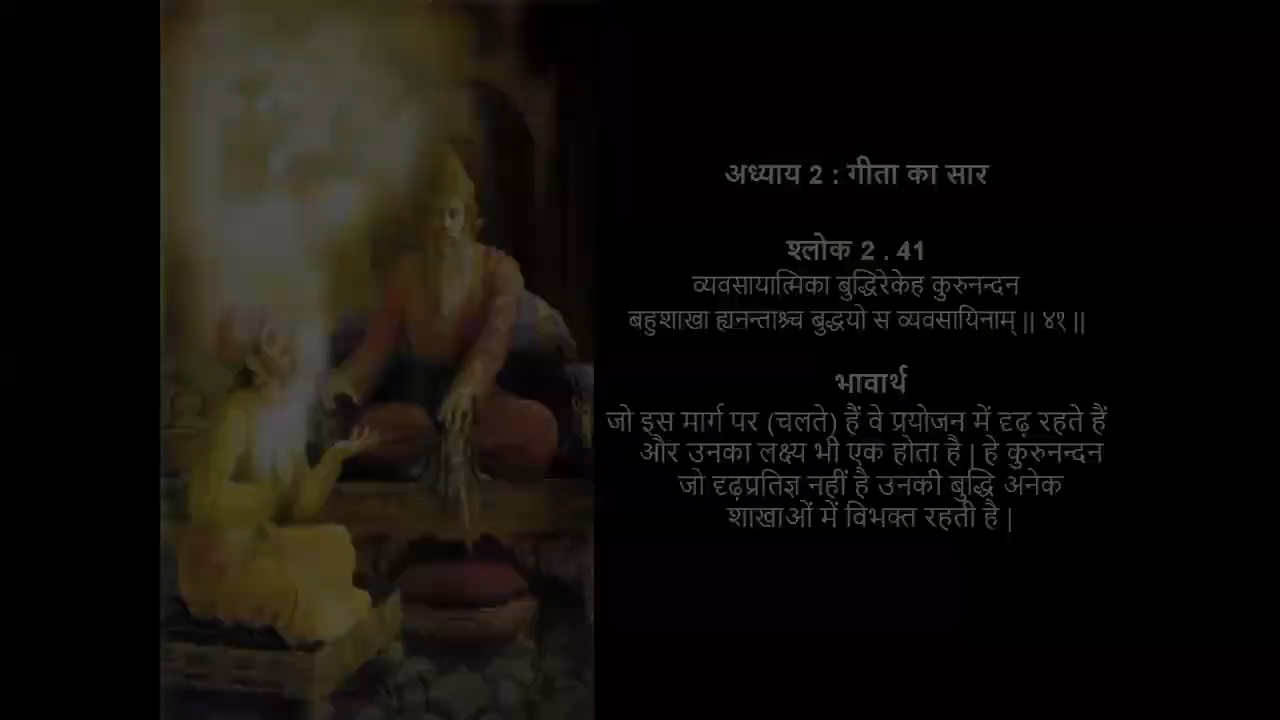 अध्याय 2 : गीता का सार
श्लोक 2 . 41
व्यवसायात्मिका बुद्धिरेकेह कुरुनन्दन
बहुशाखा ह्यनन्ताश्र्च बुद्धयो स व्यवसायिनाम् || ४१ ||
भावार्थ
जो इस मार्ग पर (चलते) हैं वे प्रयोजन में दृढ़ रहते हैं
और उनका लक्ष्य भी एक होता है | हे कुरुनन्दन
जो दृढ़प्रतिज्ञ नहीं है उनकी बुद्धि अनेक
शाखाओं में विभक्त रहती है |